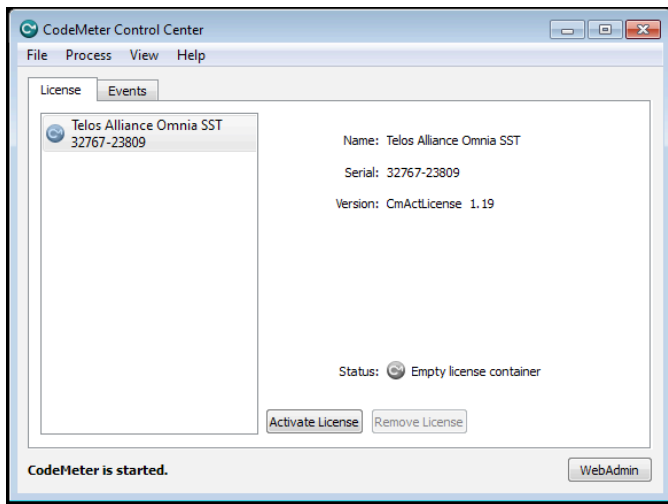 CodeMeter Control Center
File Process View Help
License Events
Telos Alliance Omnia SST
32767-23809
Name: Telos Alliance Omnia SST
Serial: 32767-23809
Version: CmActLicense 1.19
Status: Empty license container
Activate License Remove License
CodeMeter is started. WebAdmin